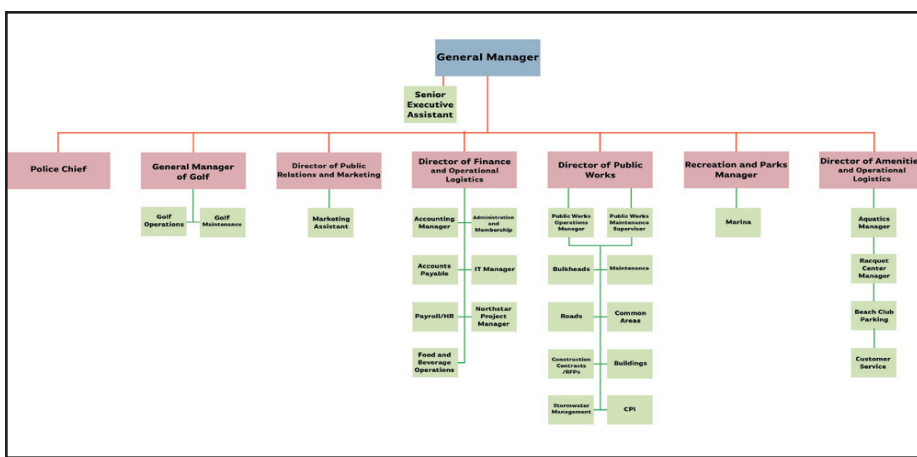 General Manager
Senior
Executive
Assistant
Police Chief
General Manager
of Golf
Director of Public
Relations and Marketing
Director of Finance
and Operational
Logistics
Director of Public
Works
Recreation and Parks
Manager
Director of Amenities
and Operational
Logistics
Golf
Operations
Golf
Maintenance
Marketing
Assistant
Accounting
Manager
Administration
and
Membership
Accounts
Payable
IT Manager
Payroll/HR
Northstar
Project
Manager
Food and
Beverage
Operations
Public Works
Operations
Manager
Public Works
Maintenance
Supervisor
Bulkheads
Maintenance
Roads
Common
Areas
Construction
Contracts
/RFPs
Buildings
Stormwater
Management
CPI
Marina
Aquatics
Manager
Racquet
Center
Manager
Beach Club
Parking
Customer
Service